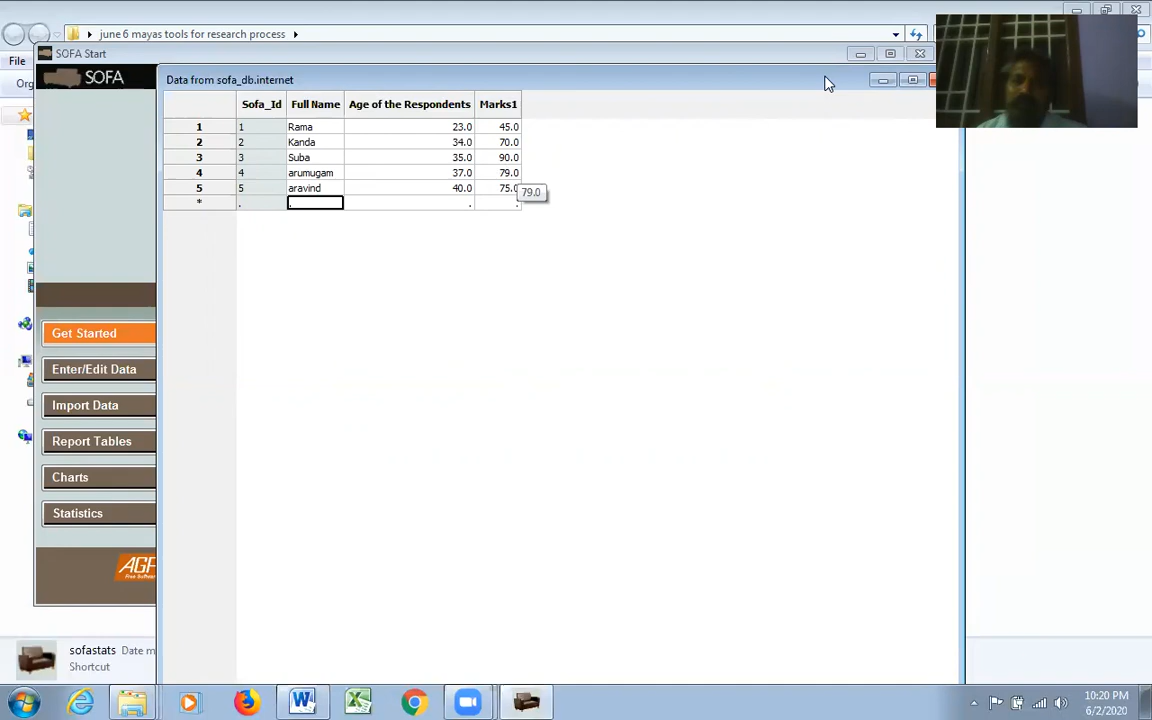 june 6 mayas tools for research process
File
SOFA Start
Org
SOFA
Data from sofa_db.internet
Sofa_Id Full Name Age of the Respondents Marks1
1 1 Rama 23.0 45.0
2 2 Kanda 34.0 70.0
3 3 Suba 35.0 90.0
4 4 arumugam 37.0 79.0
5 5 aravind 40.0 75.0
79.0
* . . . .
Get Started
Enter/Edit Data
Import Data
Report Tables
Charts
Statistics
sofastats Date m
Shortcut
10:20 PM
6/2/2020